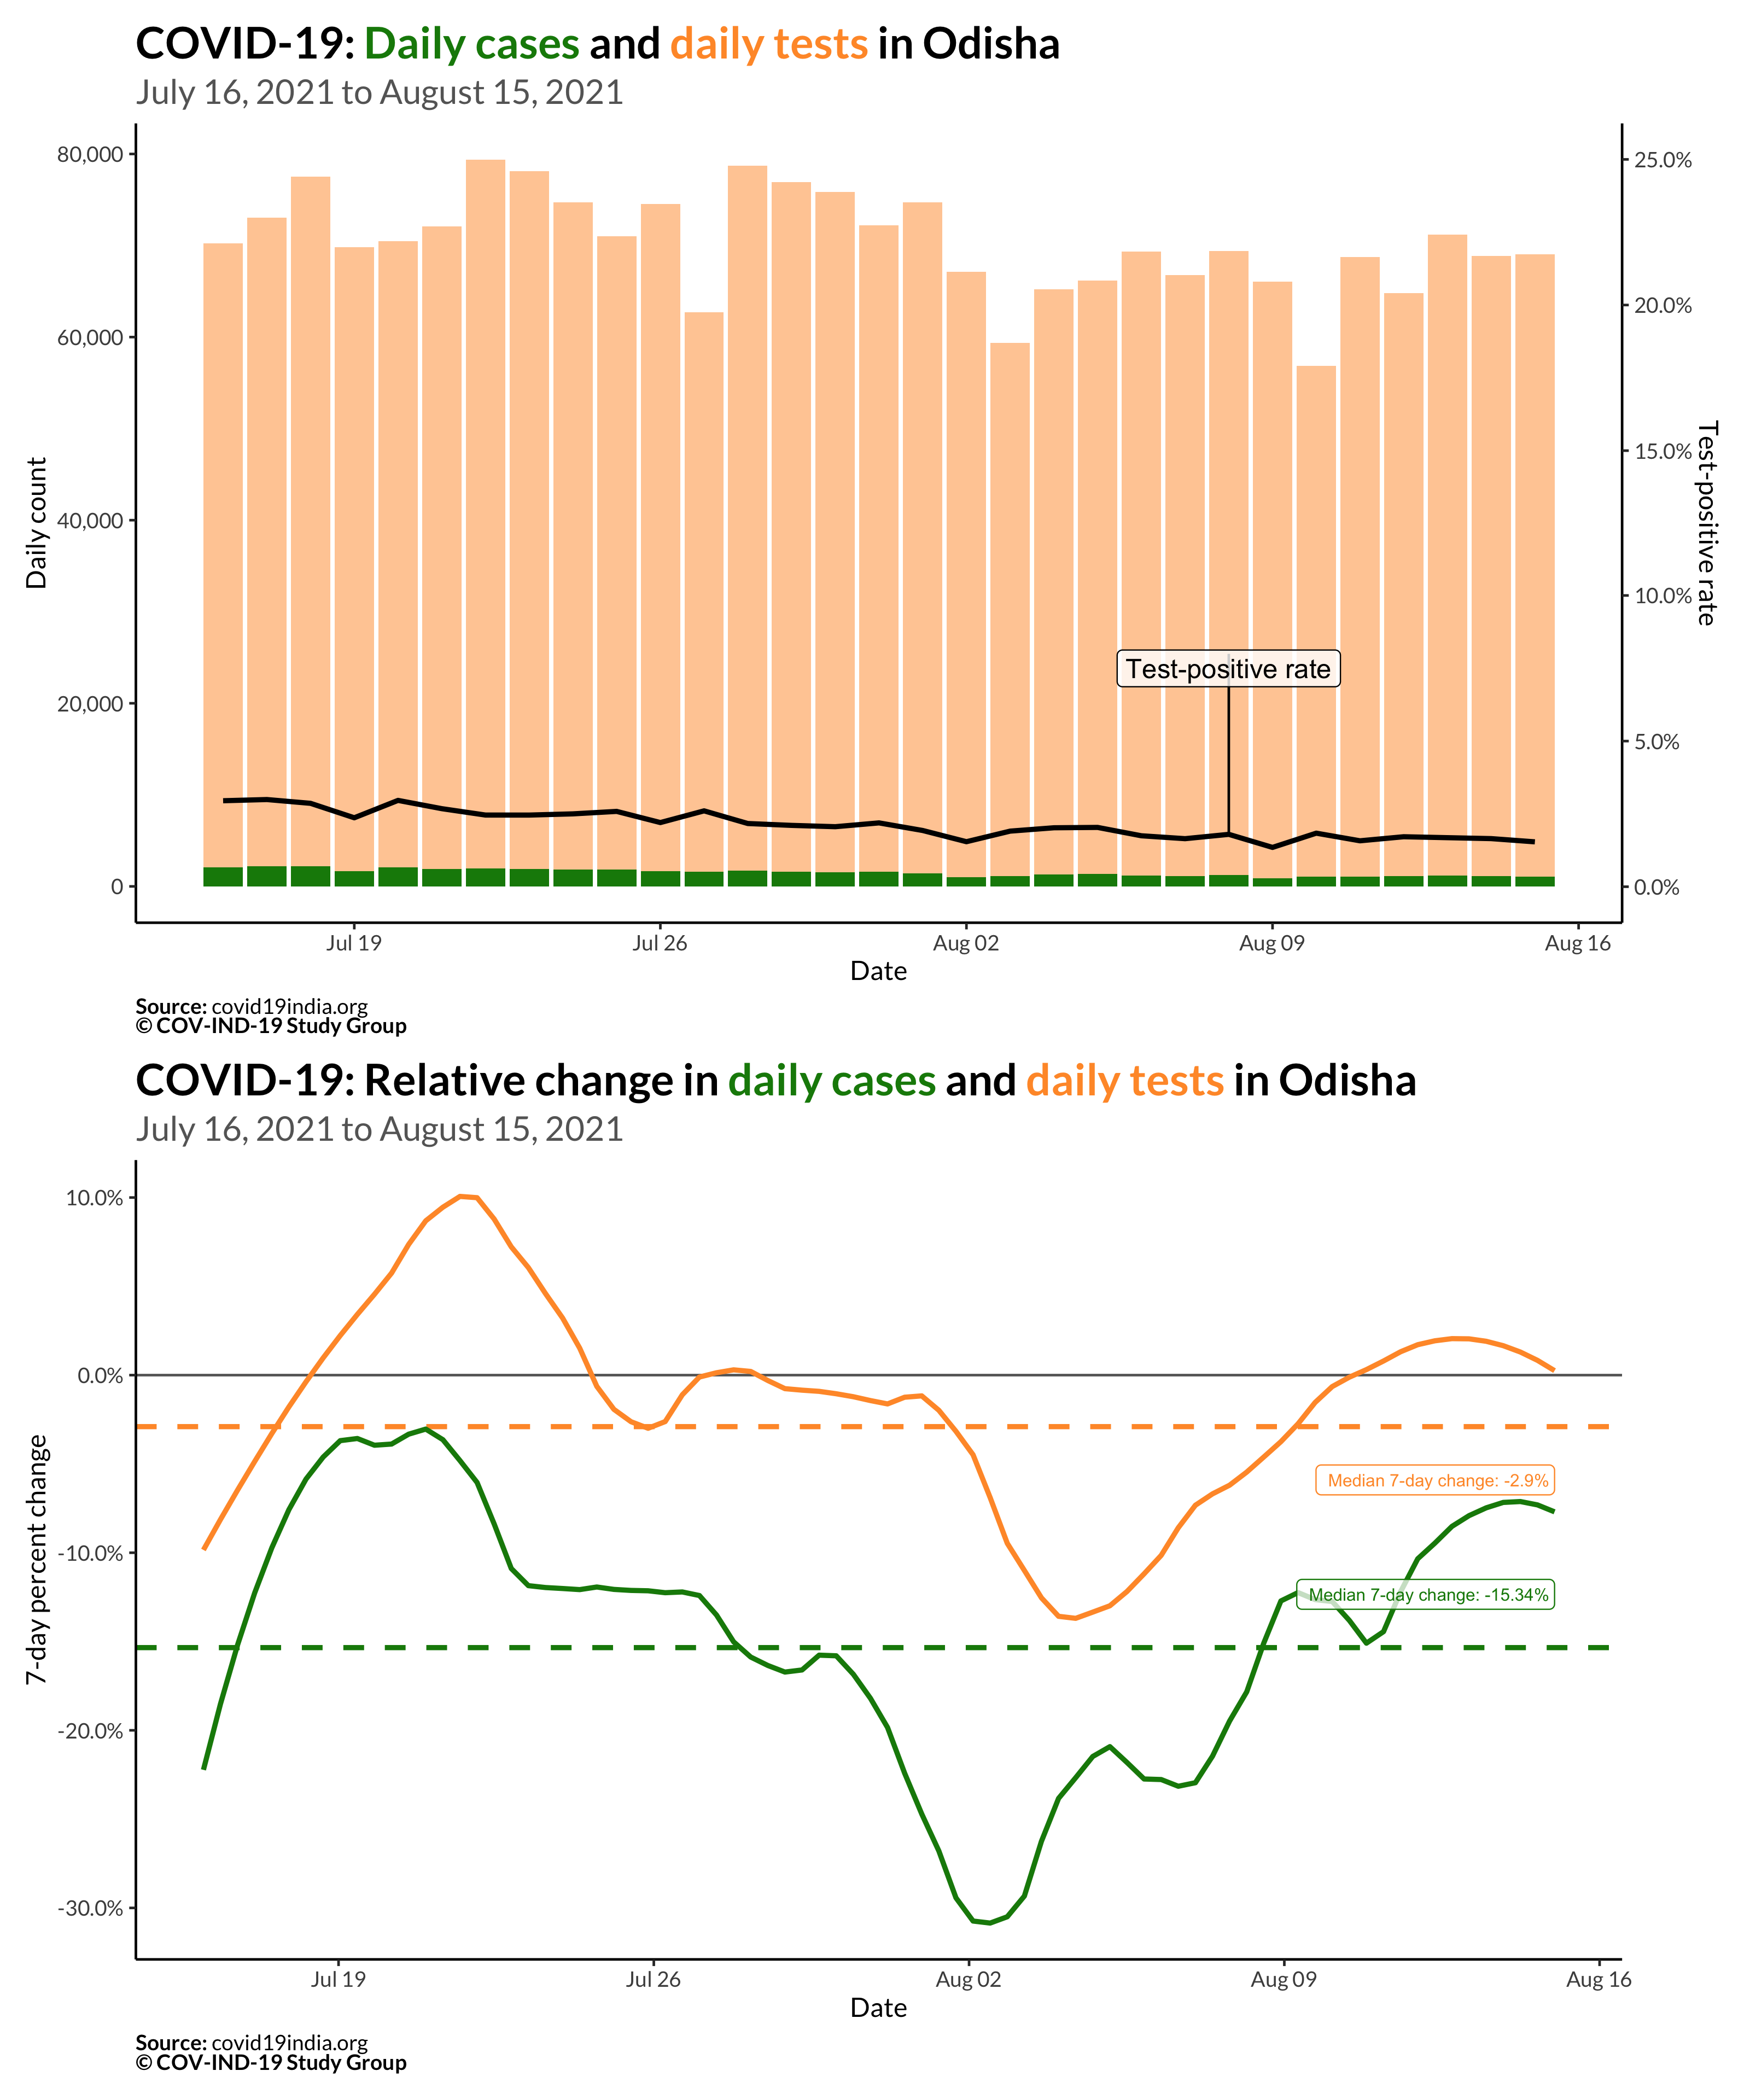 COVID-19: Daily cases and daily tests in Odisha
July 16, 2021 to August 15, 2021
80,000
60,000
40,000
20,000
0
Daily count
25.0%
20.0%
15.0%
10.0%
5.0%
0.0%
Test-positive rate
Test-positive rate
Jul 19
Jul 26
Aug 02
Aug 09
Aug 16
Date
Source: covid19india.org
© COV-IND-19 Study Group
COVID-19: Relative change in daily cases and daily tests in Odisha
July 16, 2021 to August 15, 2021
10.0%
0.0%
-10.0%
-20.0%
-30.0%
7-day percent change
Median 7-day change: -2.9%
Median 7-day change: -15.34%
Jul 19
Jul 26
Aug 02
Aug 09
Aug 16
Date
Source: covid19india.org
© COV-IND-19 Study Group